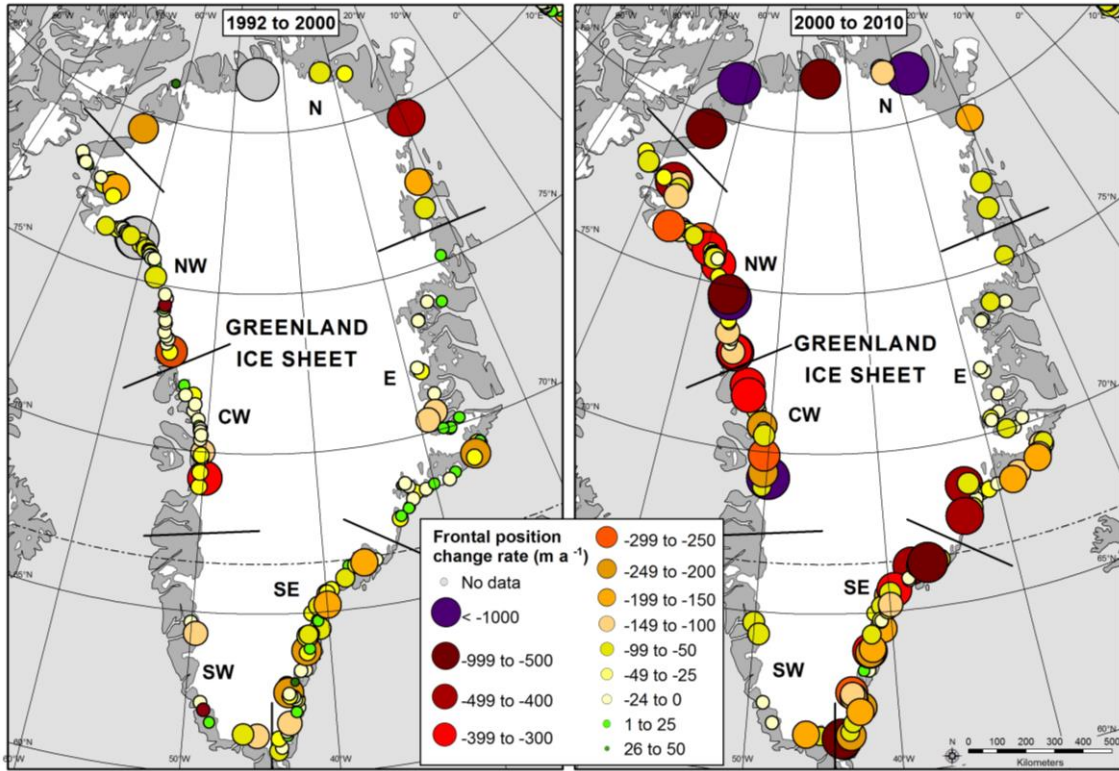 1992 to 2000
2000 to 2010
40°W
30°W
20°W
10°W
0°
10°E
N
75°N
NW
GREENLAND
ICE SHEET
E
70°N
CW
SE
65°N
SW
60°N
60°W
50°W
40°W
Frontal position
change rate (m a -1)
No data
< -1000
-999 to -500
-499 to -400
-399 to -300
-299 to -250
-249 to -200
-199 to -150
-149 to -100
-99 to -50
-49 to -25
-24 to 0
1 to 25
26 to 50
N
75°N
NW
GREENLAND
ICE SHEET
E
70°N
CW
SE
65°N
SW
60°N
50°W
40°W
N
0 100 200 300 400 500
Kilometers